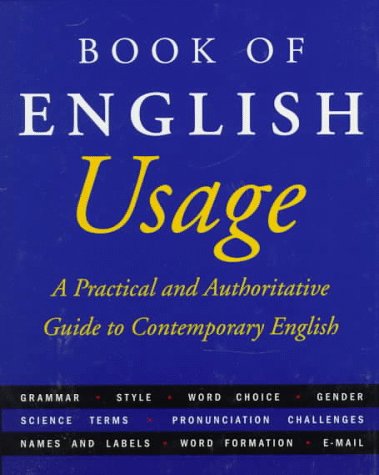 BOOK OF
ENGLISH
Usage
A Practical and Authoritative
Guide to Contemporary English
GRAMMAR • STYLE • WORD CHOICE • GENDER
SCIENCE TERMS • PRONUNCIATION CHALLENGES
NAMES AND LABELS • WORD FORMATION • E-MAIL